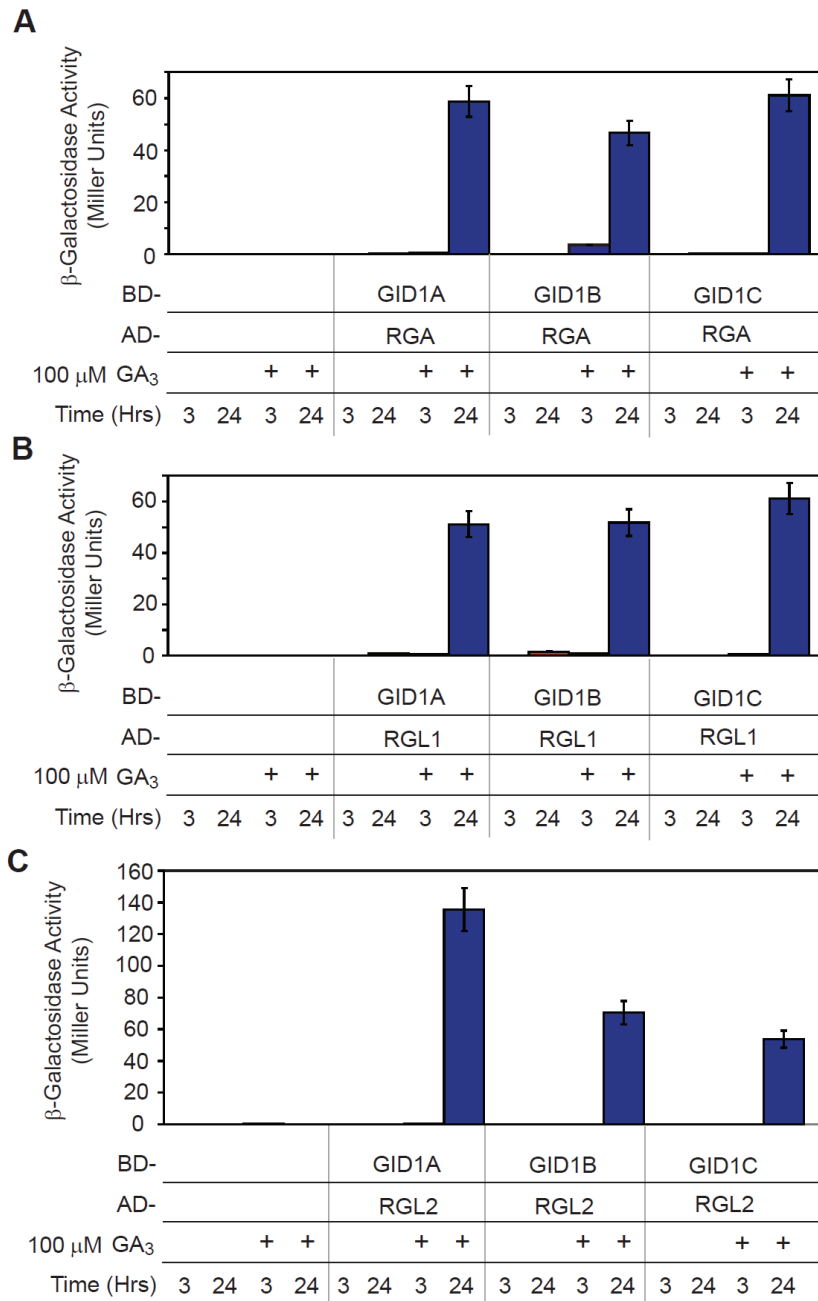 A
β-Galactosidase Activity
(Miller Units)
60
40
20
0
BD- GID1A GID1B GID1C
AD- RGA RGA RGA
100 μM GA₃ + + + + + + + +
Time (Hrs) 3 24 3 24 3 24 3 24 3 24 3 24 3 24 3 24
B
β-Galactosidase Activity
(Miller Units)
60
40
20
0
BD- GID1A GID1B GID1C
AD- RGL1 RGL1 RGL1
100 μM GA₃ + + + + + + + +
Time (Hrs) 3 24 3 24 3 24 3 24 3 24 3 24 3 24 3 24
C
β-Galactosidase Activity
(Miller Units)
160
140
120
100
80
60
40
20
0
BD- GID1A GID1B GID1C
AD- RGL2 RGL2 RGL2
100 μM GA₃ + + + + + + + +
Time (Hrs) 3 24 3 24 3 24 3 24 3 24 3 24 3 24 3 24